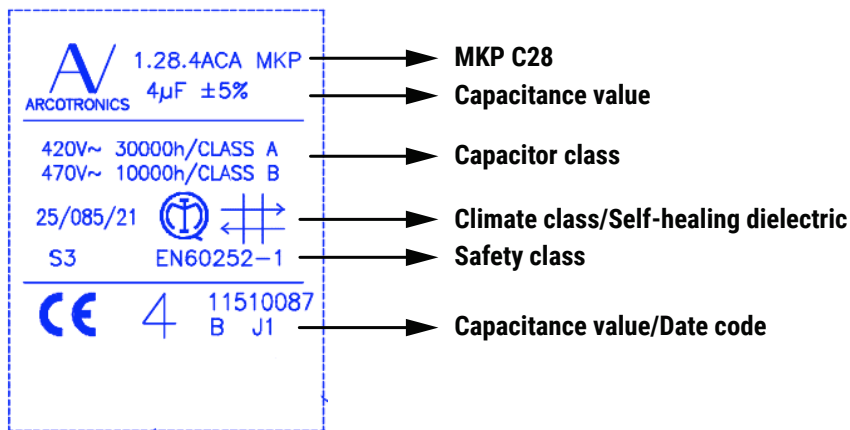 1.28.4ACA MKP
4µF ±5%
ARCOTRONICS
MKP C28
Capacitance value
420V~ 30000h/CLASS A
470V~ 10000h/CLASS B
Capacitor class
25/085/21
Climate class/Self-healing dielectric
S3 EN60252-1
Safety class
CE 4 11510087
B J1
Capacitance value/Date code